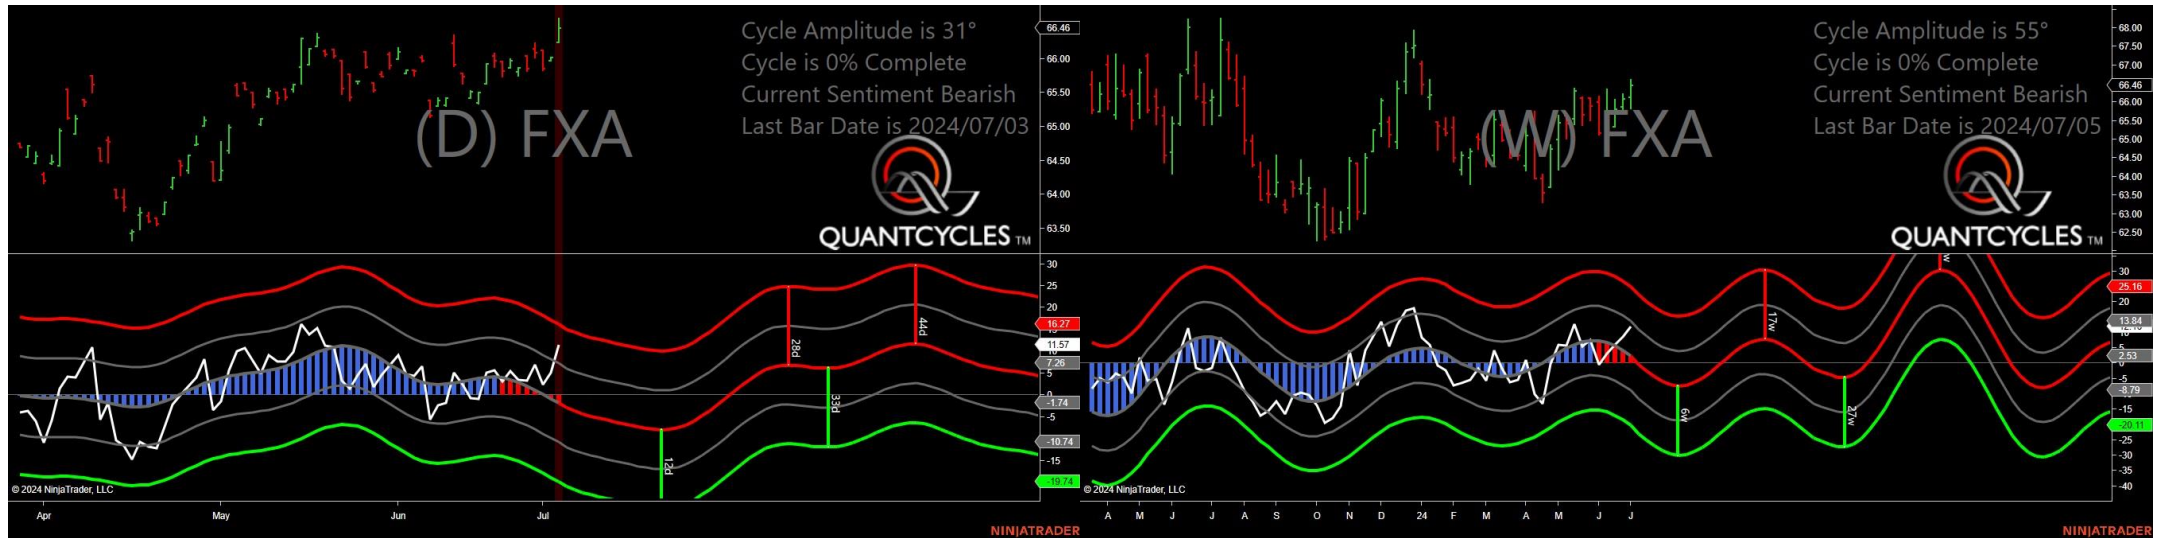 Cycle Amplitude is 31°
Cycle is 0% Complete
Current Sentiment Bearish
Last Bar Date is 2024/07/03
(D) FXA
QUANTCYCLES TM
66.46
66.00
65.50
65.00
64.50
64.00
63.50
30
25
20
16.27
11.57
7.26
5
0
-1.74
-5
-10.74
-15
-19.74
28d
44d
33d
12d
© 2024 NinjaTrader, LLC
Apr May Jun Jul
NINJATRADER
Cycle Amplitude is 55°
Cycle is 0% Complete
Current Sentiment Bearish
Last Bar Date is 2024/07/05
(W) FXA
QUANTCYCLES TM
68.00
67.50
67.00
66.46
66.00
65.50
65.00
64.50
64.00
63.50
63.00
62.50
30
25.16
20
13.84
5
2.53
-5
-8.79
-15
-20.11
-25
-30
-35
-40
17w
w
6w
27w
© 2024 NinjaTrader, LLC
A M J J A S O N D 24 F M A M J J
NINJATRADER